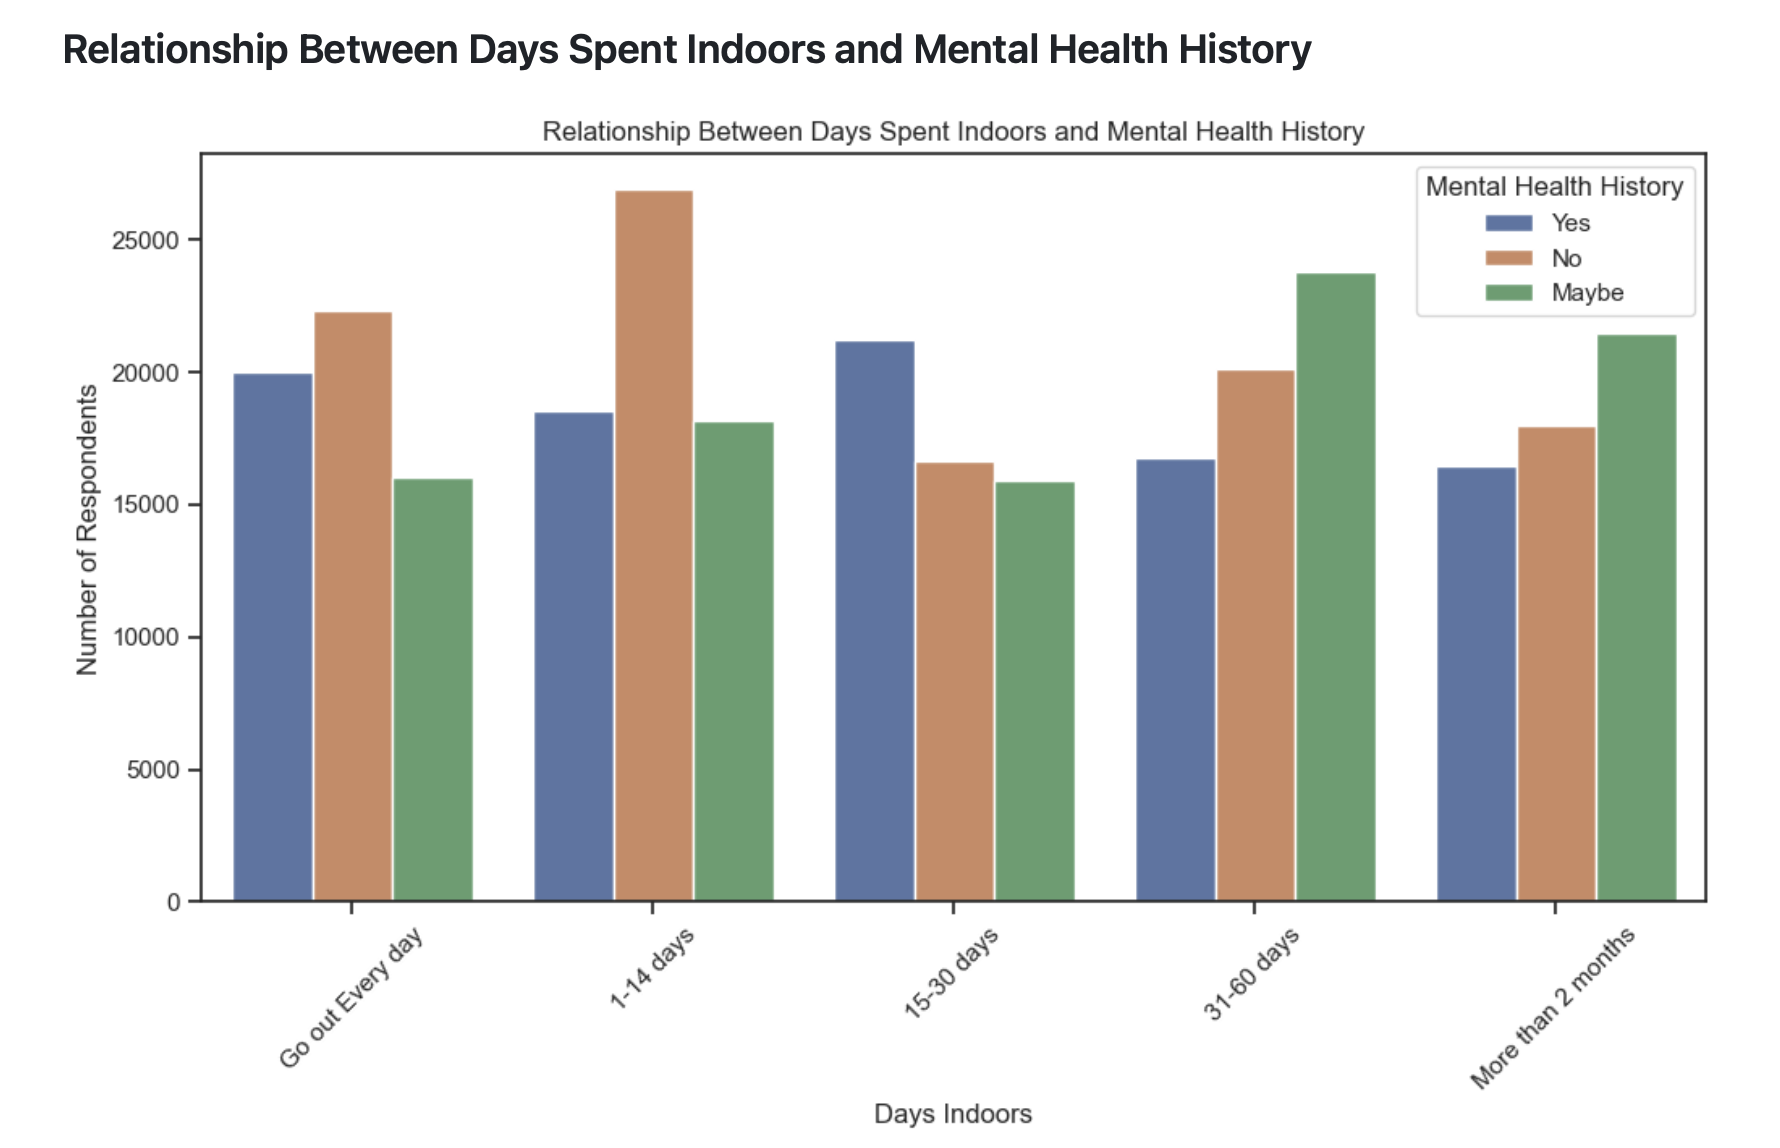 Relationship Between Days Spent Indoors and Mental Health History
Relationship Between Days Spent Indoors and Mental Health History
Mental Health History
Yes
No
Maybe
Number of Respondents
25000
20000
15000
10000
5000
0
Go out Every day
1-14 days
15-30 days
31-60 days
More than 2 months
Days Indoors